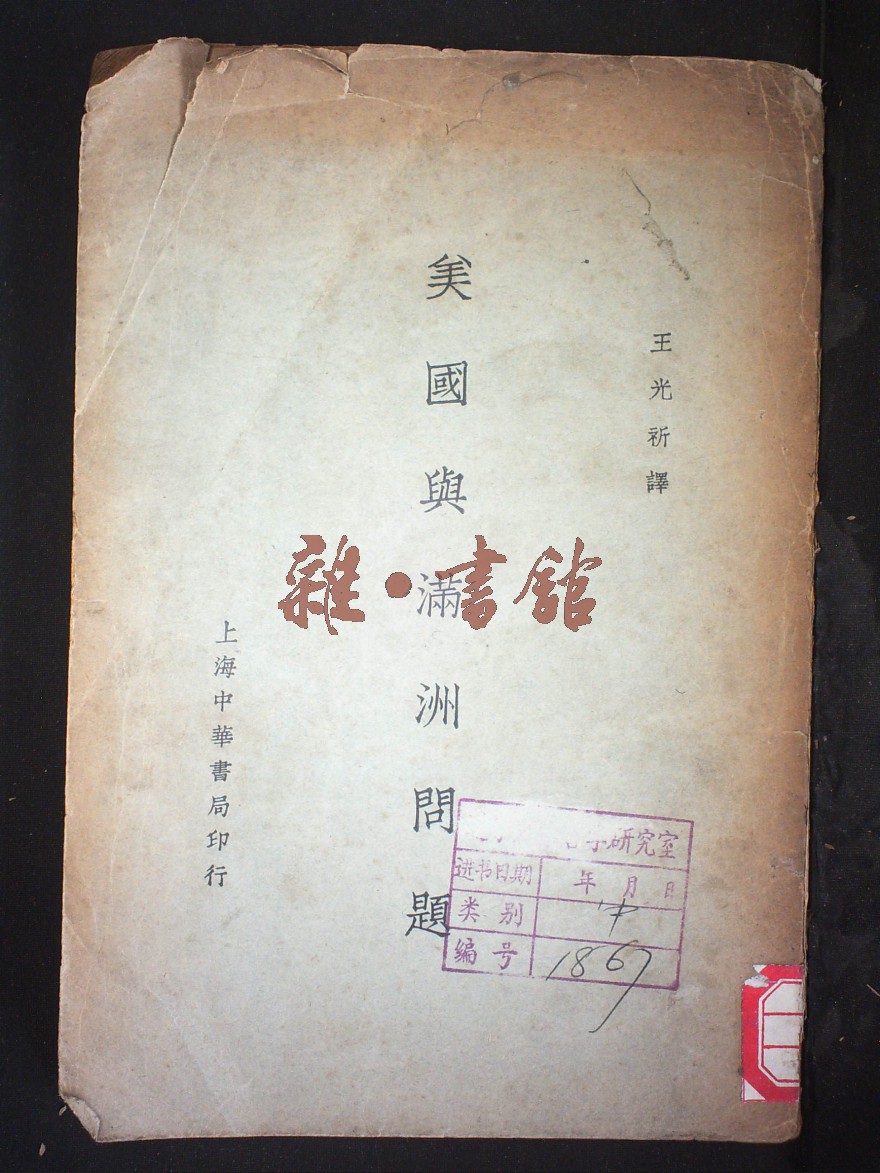 王光祈譯
美國與滿洲問題
上海中華書局印行
雜·書館
研究室
进书日期 年 月 日
类别 中
编号 1867